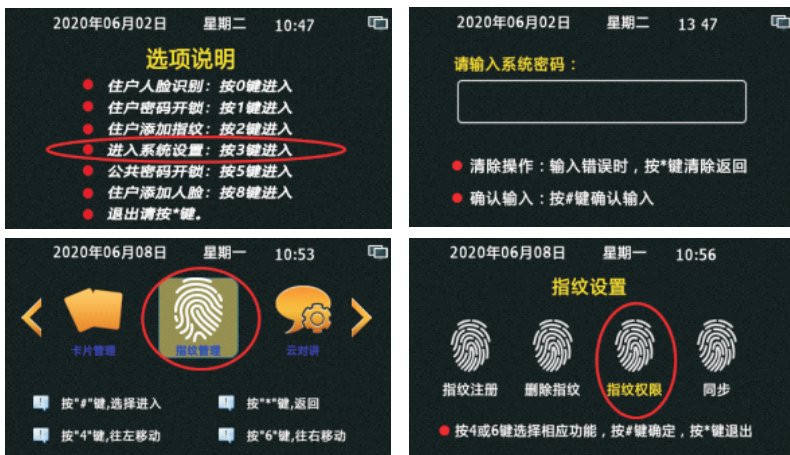 2020年06月02日 星期二 10:47
选项说明
住户人脸识别：按0键进入
住户密码开锁：按1键进入
住户添加指纹：按2键进入
进入系统设置：按3键进入
公共密码开锁：按5键进入
住户添加人脸：按8键进入
退出请按*键。
2020年06月02日 星期二 13 47
请输入系统密码：
清除操作：输入错误时，按*键清除返回
确认输入：按#键确认输入
2020年06月08日 星期一 10:53
卡片管理 指纹管理 云对讲
按"#"键,选择进入 按"*"键,返回
按"4"键,往左移动 按"6"键,往右移动
2020年06月08日 星期一 10:56
指纹设置
指纹注册 删除指纹 指纹权限 同步
按4或6键选择相应功能，按#键确定，按*键退出